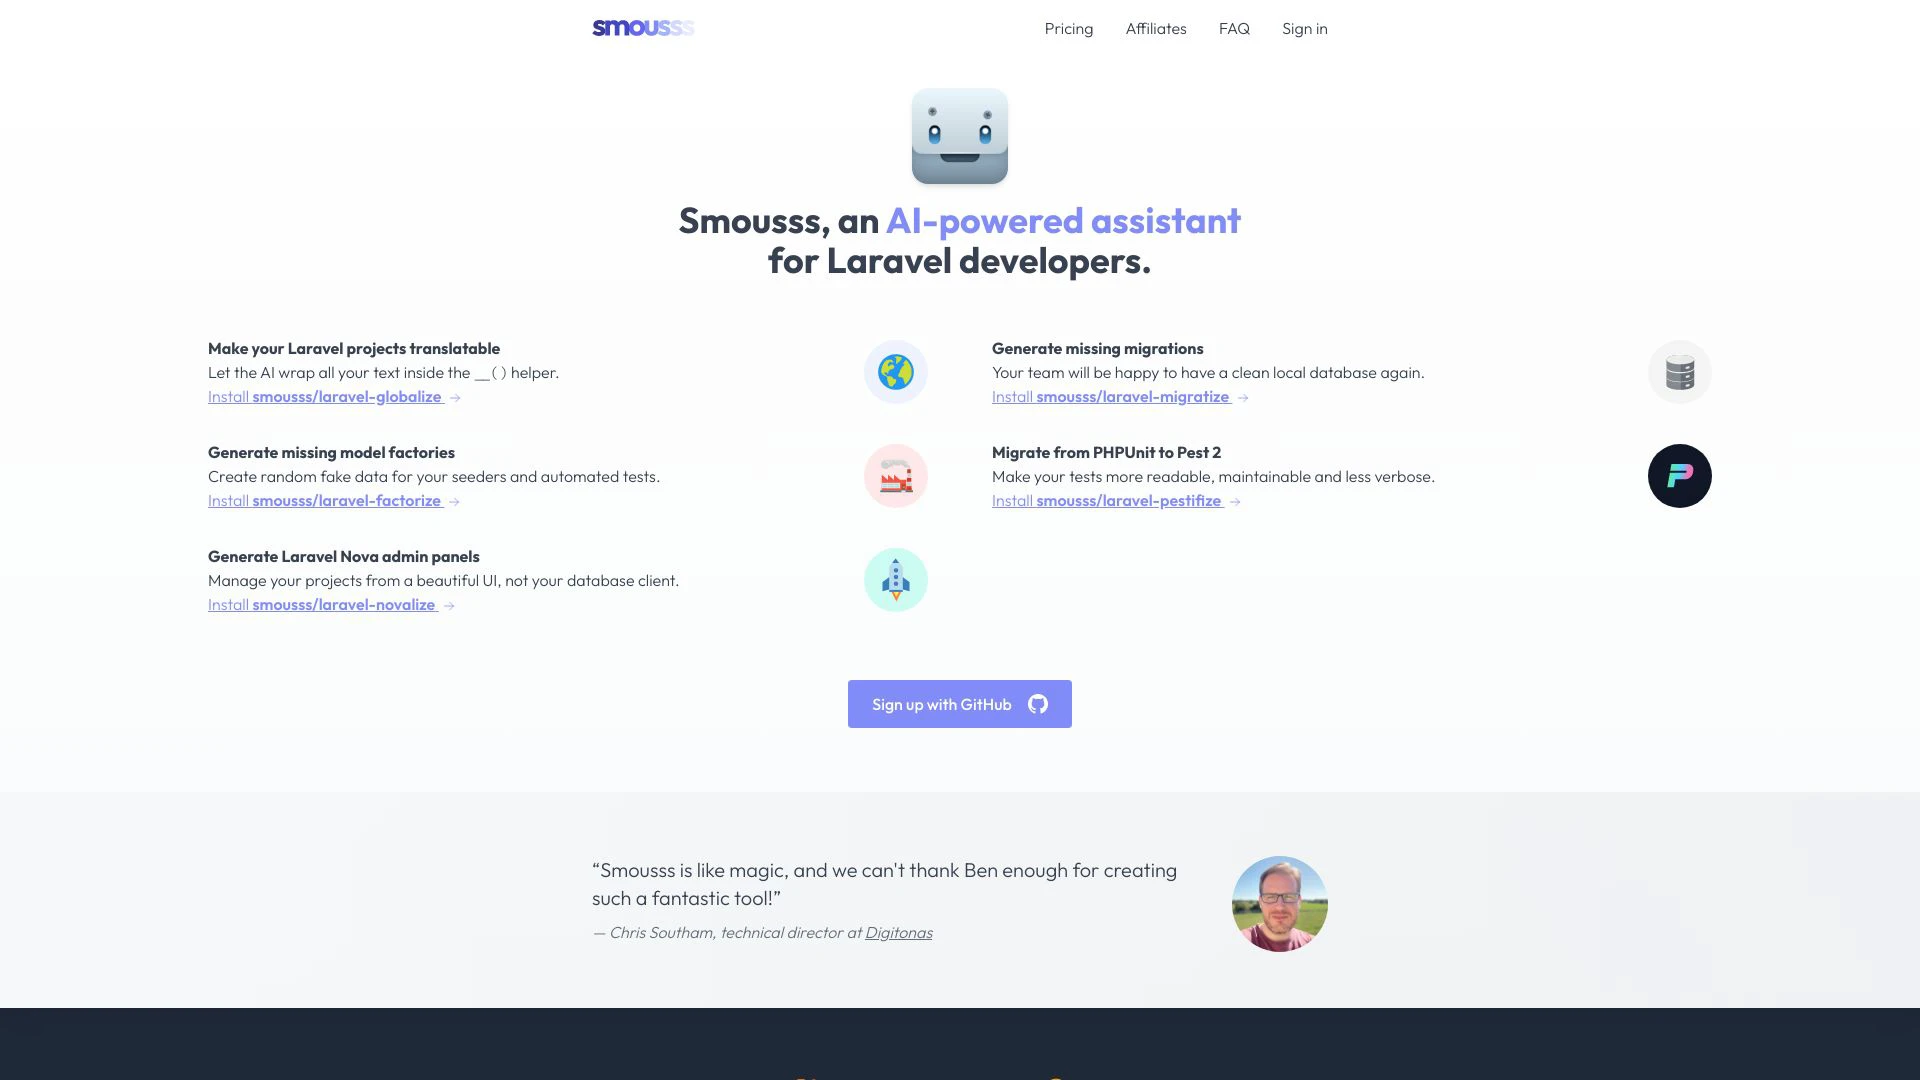 smousss
Pricing
Affiliates
FAQ
Sign in
Smousss, an AI-powered assistant
for Laravel developers.
Make your Laravel projects translatable
Let the AI wrap all your text inside the __() helper.
Install smousss/laravel-globalize →
Generate missing migrations
Your team will be happy to have a clean local database again.
Install smousss/laravel-migratize →
Generate missing model factories
Create random fake data for your seeders and automated tests.
Install smousss/laravel-factorize →
Migrate from PHPUnit to Pest 2
Make your tests more readable, maintainable and less verbose.
Install smousss/laravel-pestifize →
Generate Laravel Nova admin panels
Manage your projects from a beautiful UI, not your database client.
Install smousss/laravel-novalize →
Sign up with GitHub
“Smousss is like magic, and we can't thank Ben enough for creating
such a fantastic tool!”
— Chris Southam, technical director at Digitonas